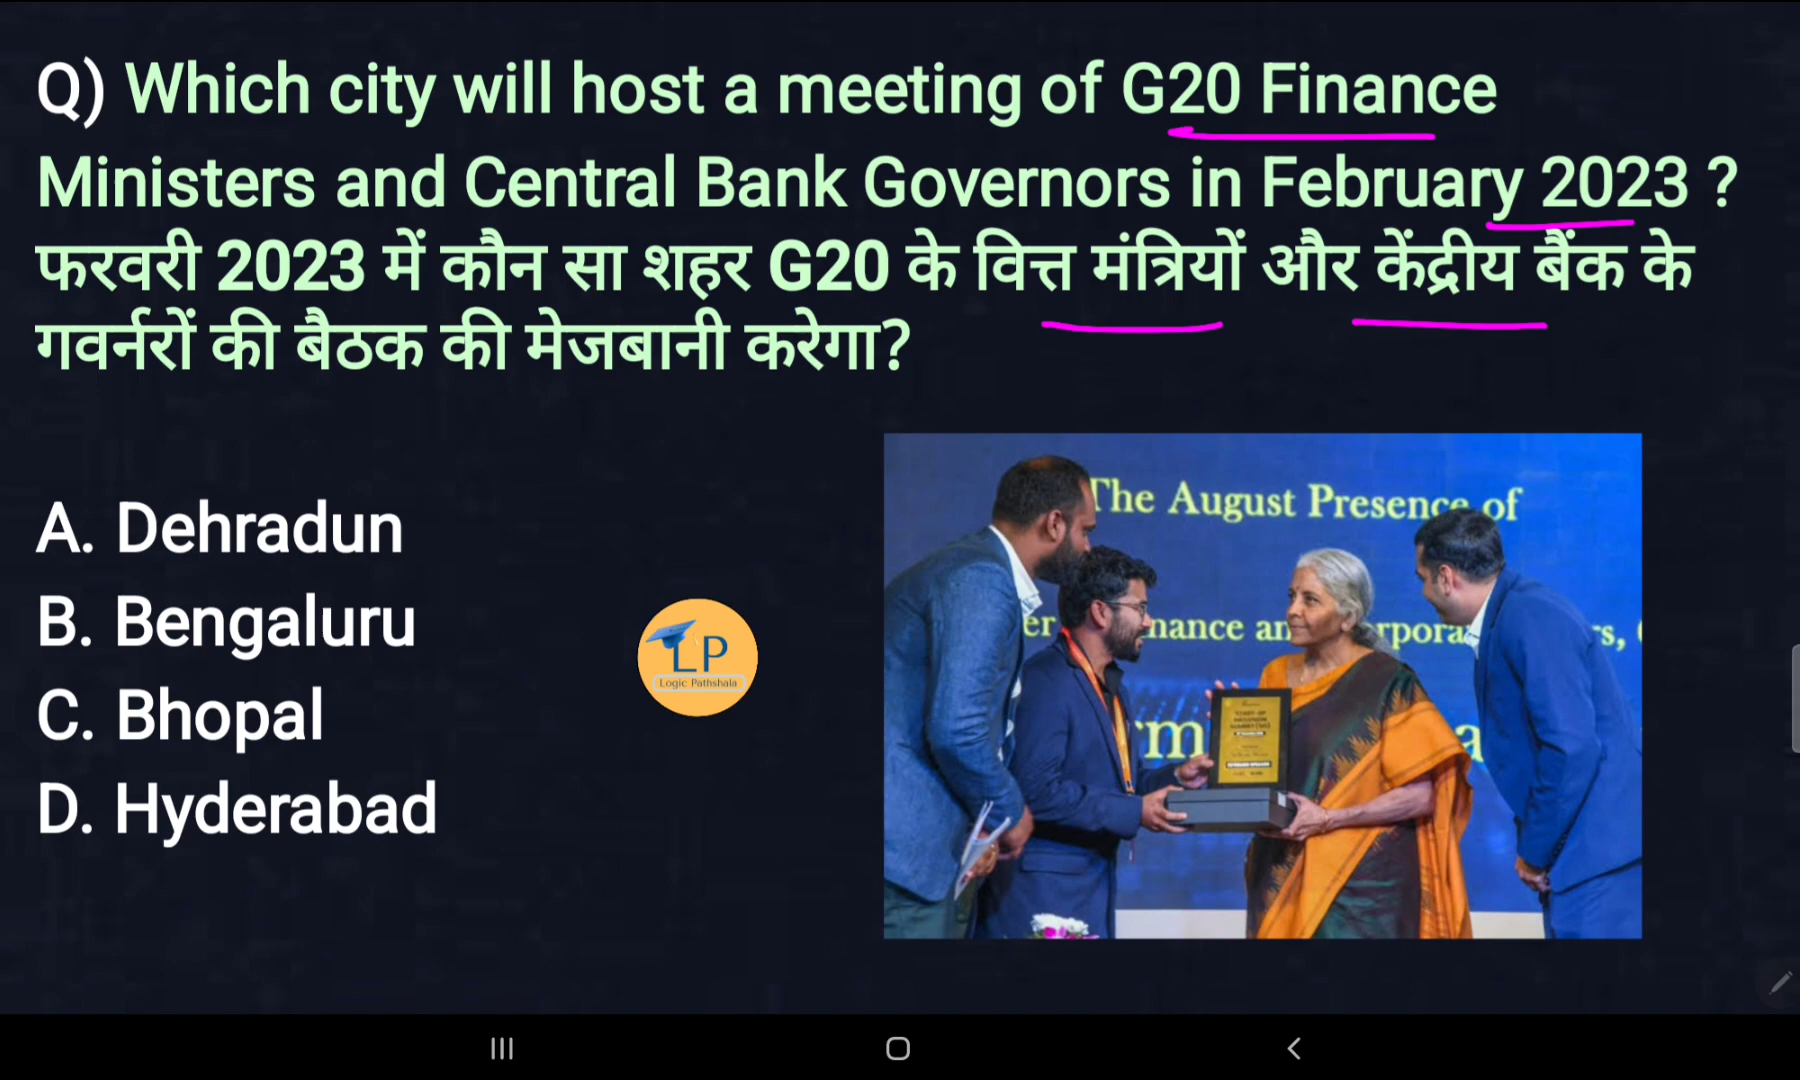 Q) Which city will host a meeting of G20 Finance
Ministers and Central Bank Governors in February 2023 ?
फरवरी 2023 में कौन सा शहर G20 के वित्त मंत्रियों और केंद्रीय बैंक के
गवर्नरों की बैठक की मेजबानी करेगा?
A. Dehradun
B. Bengaluru
C. Bhopal
D. Hyderabad
LP
Logic Pathshala
The August Presence of